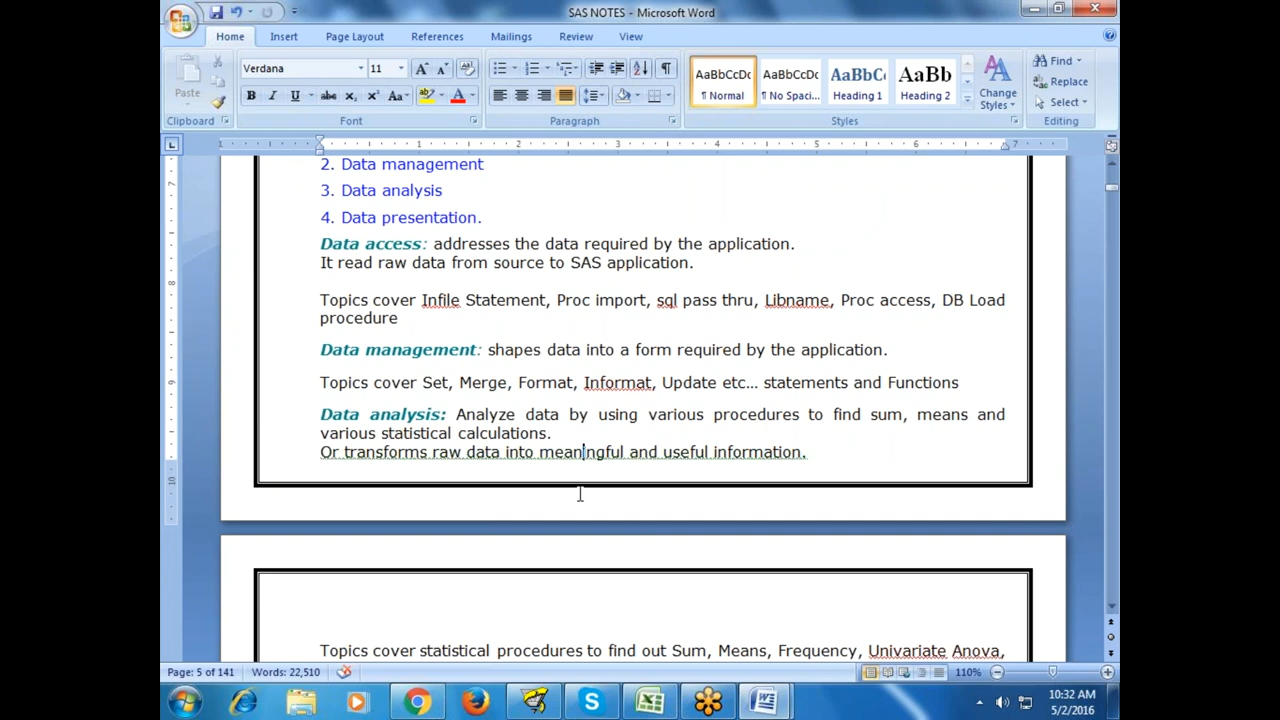 SAS NOTES - Microsoft Word
Home Insert Page Layout References Mailings Review View
Verdana 11
Paste
AaBbCcDc AaBbCcDc AaBbC AaBb
¶ Normal ¶ No Spaci... Heading 1 Heading 2
Change Styles
Find
Replace
Select
Clipboard Font Paragraph Styles Editing
2. Data management
3. Data analysis
4. Data presentation.
Data access: addresses the data required by the application.
It read raw data from source to SAS application.
Topics cover Infile Statement, Proc import, sql pass thru, Libname, Proc access, DB Load
procedure
Data management: shapes data into a form required by the application.
Topics cover Set, Merge, Format, Informat, Update etc... statements and Functions
Data analysis: Analyze data by using various procedures to find sum, means and
various statistical calculations.
Or transforms raw data into meaningful and useful information.
Topics cover statistical procedures to find out Sum, Means, Frequency, Univariate Anova,
Page: 5 of 141 Words: 22,510 110%
10:32 AM
5/2/2016